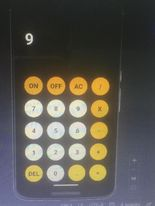 9
ON OFF AC /
7 8 9 ×
4 5 6 -
1 2 3 +
DEL 0 . =